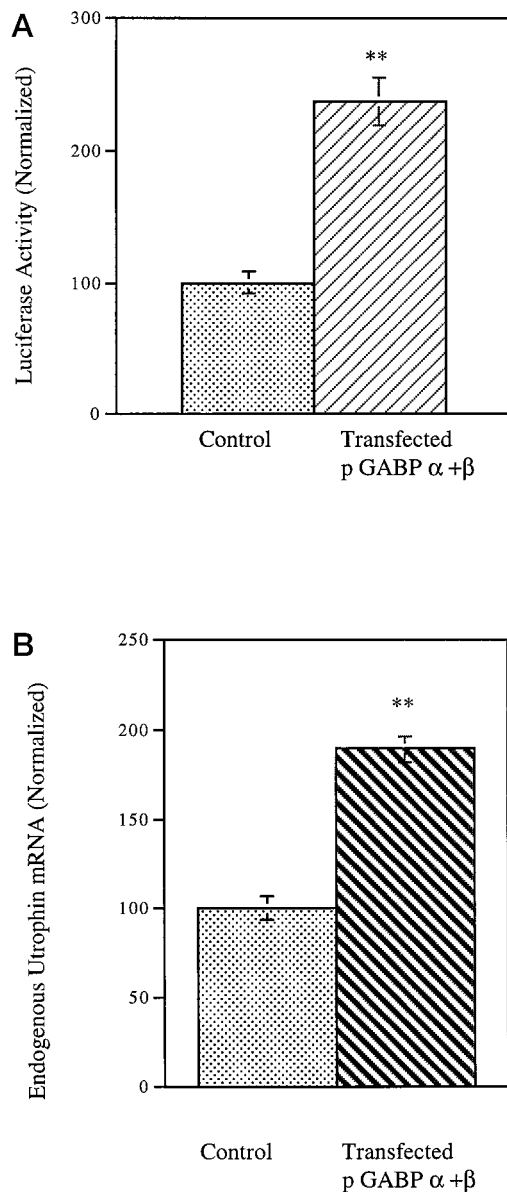 A
Luciferase Activity (Normalized)
300
200
100
0
**
Control
Transfected
p GABP α +β
B
Endogenous Utrophin mRNA (Normalized)
250
200
150
100
50
0
**
Control
Transfected
p GABP α +β